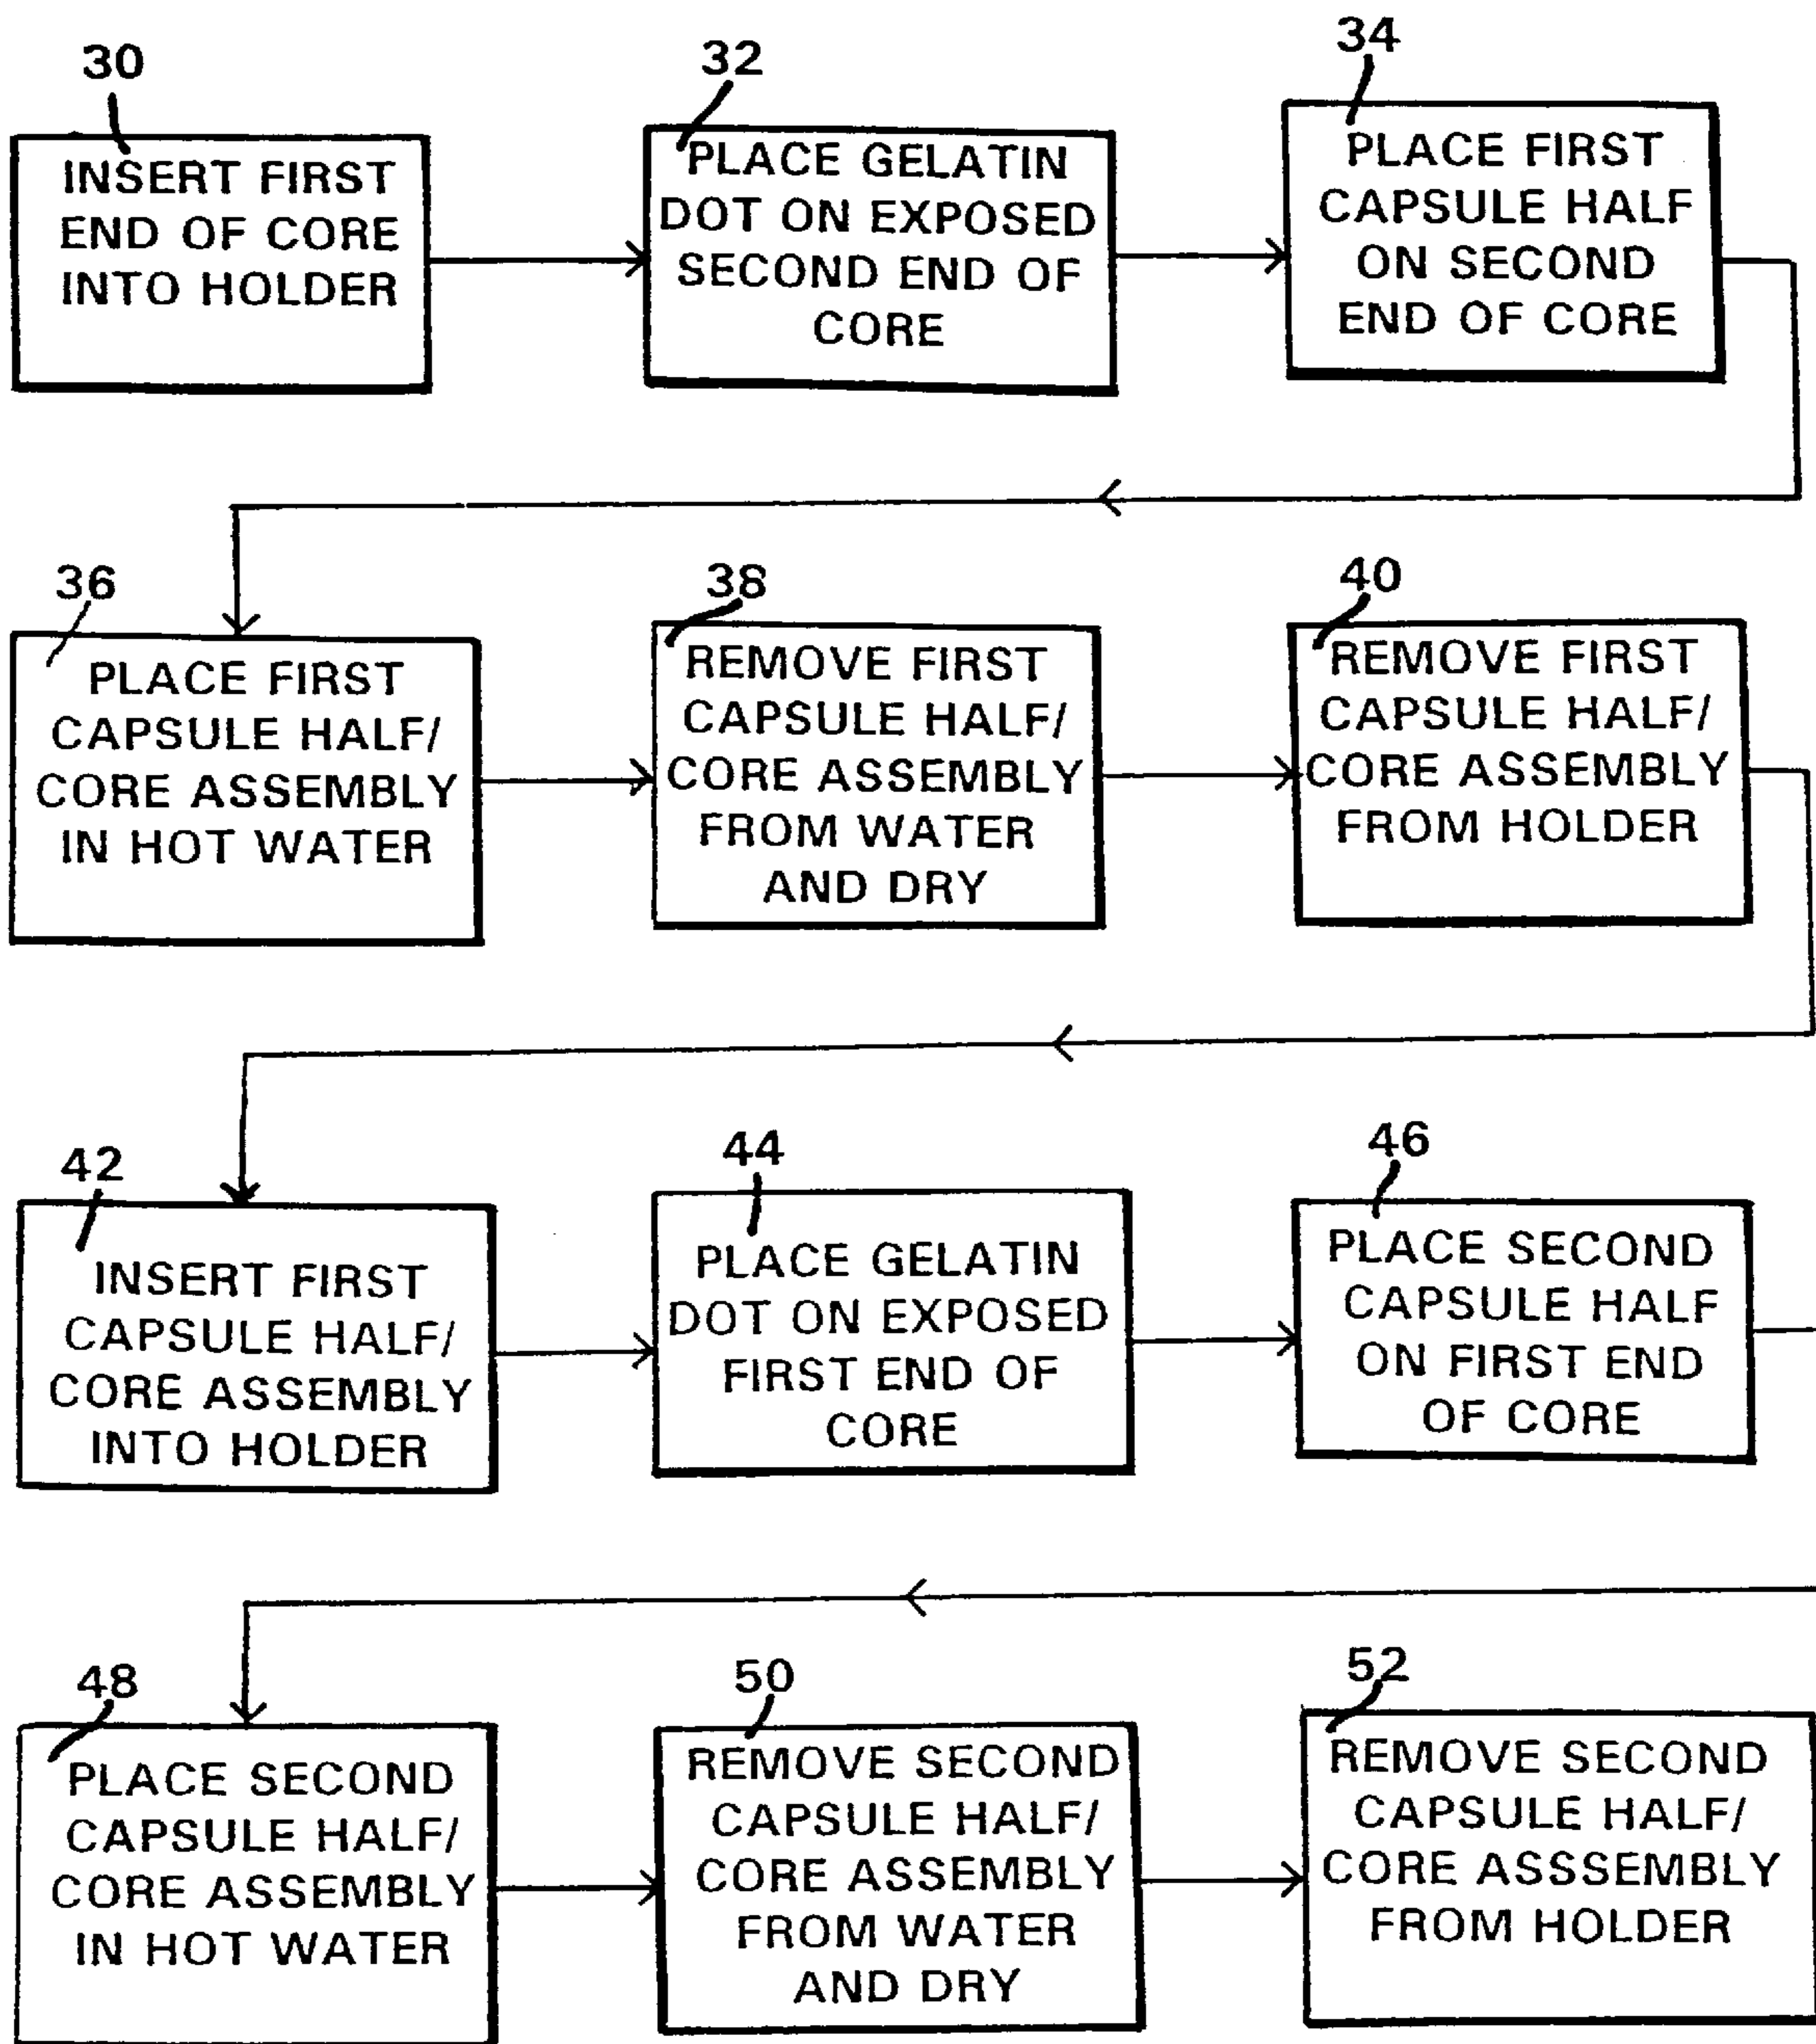 30
INSERT FIRST
END OF CORE
INTO HOLDER
32
PLACE GELATIN
DOT ON EXPOSED
SECOND END OF
CORE
34
PLACE FIRST
CAPSULE HALF
ON SECOND
END OF CORE
36
PLACE FIRST
CAPSULE HALF/
CORE ASSEMBLY
IN HOT WATER
38
REMOVE FIRST
CAPSULE HALF/
CORE ASSEMBLY
FROM WATER
AND DRY
40
REMOVE FIRST
CAPSULE HALF/
CORE ASSEMBLY
FROM HOLDER
42
INSERT FIRST
CAPSULE HALF/
CORE ASSEMBLY
INTO HOLDER
44
PLACE GELATIN
DOT ON EXPOSED
FIRST END OF
CORE
46
PLACE SECOND
CAPSULE HALF
ON FIRST END
OF CORE
48
PLACE SECOND
CAPSULE HALF/
CORE ASSEMBLY
IN HOT WATER
50
REMOVE SECOND
CAPSULE HALF/
CORE ASSEMBLY
FROM WATER
AND DRY
52
REMOVE SECOND
CAPSULE HALF/
CORE ASSSEMBLY
FROM HOLDER